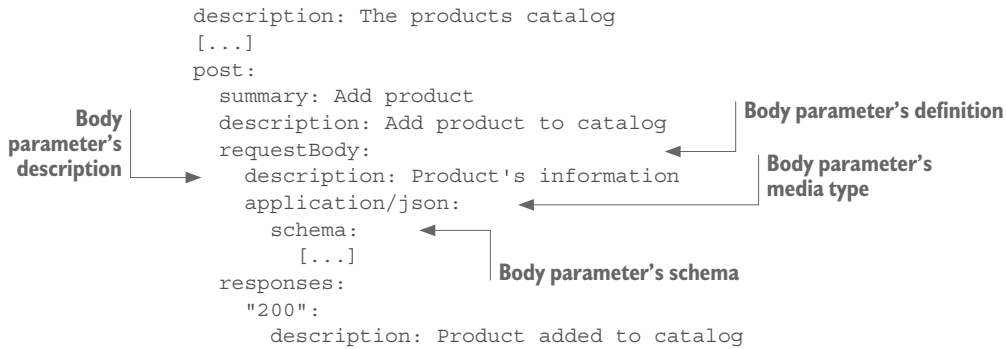 description: The products catalog
[...]
post:
summary: Add product
description: Add product to catalog
requestBody:
description: Product's information
application/json:
schema:
[...]
responses:
"200":
description: Product added to catalog
Body
parameter's
description
Body parameter's definition
Body parameter's
media type
Body parameter's schema